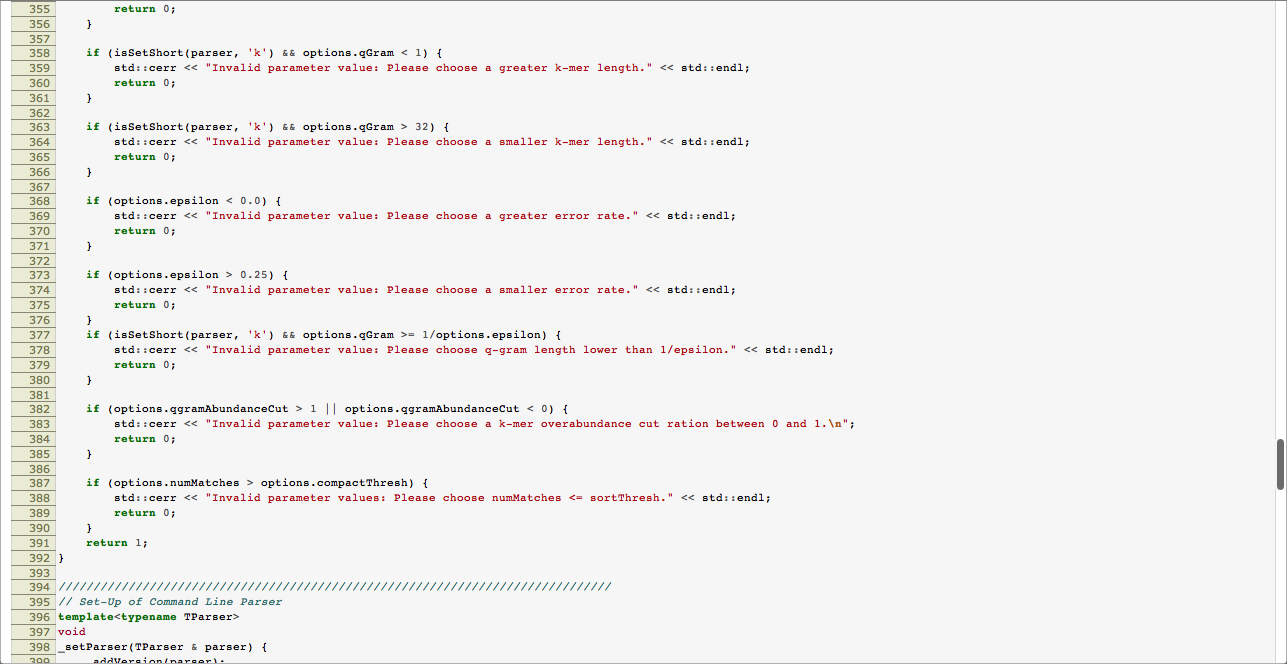 355         return 0;
356     }
357
358     if (isSetShort(parser, 'k') && options.qGram < 1) {
359         std::cerr << "Invalid parameter value: Please choose a greater k-mer length." << std::endl;
360         return 0;
361     }
362
363     if (isSetShort(parser, 'k') && options.qGram > 32) {
364         std::cerr << "Invalid parameter value: Please choose a smaller k-mer length." << std::endl;
365         return 0;
366     }
367
368     if (options.epsilon < 0.0) {
369         std::cerr << "Invalid parameter value: Please choose a greater error rate." << std::endl;
370         return 0;
371     }
372
373     if (options.epsilon > 0.25) {
374         std::cerr << "Invalid parameter value: Please choose a smaller error rate." << std::endl;
375         return 0;
376     }
377     if (isSetShort(parser, 'k') && options.qGram >= 1/options.epsilon) {
378         std::cerr << "Invalid parameter value: Please choose q-gram length lower than 1/epsilon." << std::endl;
379         return 0;
380     }
381
382     if (options.qgramAbundanceCut > 1 || options.qgramAbundanceCut < 0) {
383         std::cerr << "Invalid parameter value: Please choose a k-mer overabundance cut ration between 0 and 1.\n";
384         return 0;
385     }
386
387     if (options.numMatches > options.compactThresh) {
388         std::cerr << "Invalid parameter values: Please choose numMatches <= sortThresh." << std::endl;
389         return 0;
390     }
391     return 1;
392 }
393
394 ///////////////////////////////////////////////////////////////////////////////
395 // Set-Up of Command Line Parser
396 template<typename TParser>
397 void
398 _setParser(TParser & parser) {
399     addVersion(parser);